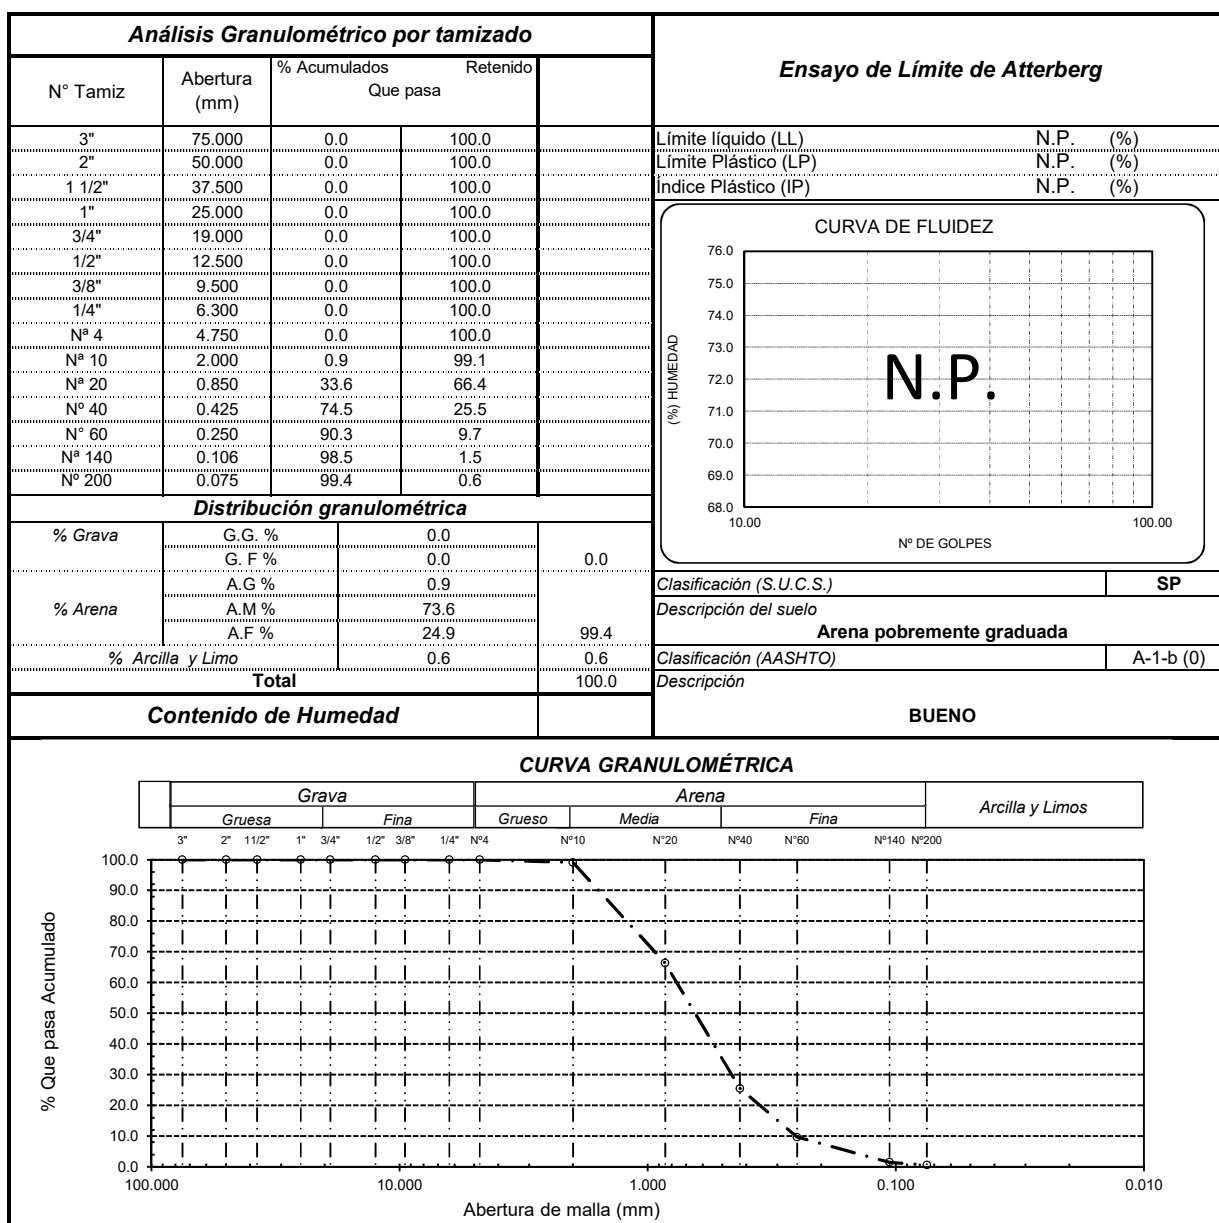 Análisis Granulométrico por tamizado
N° Tamiz
Abertura (mm)
% Acumulados Retenido
Que pasa
3" 75.000 0.0 100.0
2" 50.000 0.0 100.0
1 1/2" 37.500 0.0 100.0
1" 25.000 0.0 100.0
3/4" 19.000 0.0 100.0
1/2" 12.500 0.0 100.0
3/8" 9.500 0.0 100.0
1/4" 6.300 0.0 100.0
Nª 4 4.750 0.0 100.0
Nª 10 2.000 0.9 99.1
Nª 20 0.850 33.6 66.4
Nº 40 0.425 74.5 25.5
N° 60 0.250 90.3 9.7
Nª 140 0.106 98.5 1.5
Nº 200 0.075 99.4 0.6
Distribución granulométrica
% Grava G.G. % 0.0
G. F % 0.0 0.0
A.G % 0.9
% Arena A.M % 73.6
A.F % 24.9 99.4
% Arcilla y Limo 0.6 0.6
Total 100.0
Contenido de Humedad
Ensayo de Límite de Atterberg
Límite líquido (LL) N.P. (%)
Límite Plástico (LP) N.P. (%)
Índice Plástico (IP) N.P. (%)
CURVA DE FLUIDEZ
(%) HUMEDAD
76.0
75.0
74.0
73.0
72.0
71.0
70.0
69.0
68.0
N.P.
10.00 100.00
Nº DE GOLPES
Clasificación (S.U.C.S.) SP
Descripción del suelo
Arena pobremente graduada
Clasificación (AASHTO) A-1-b (0)
Descripción
BUENO
CURVA GRANULOMÉTRICA
Grava Arena Arcilla y Limos
Gruesa Fina Grueso Media Fina
3" 2" 11/2" 1" 3/4" 1/2" 3/8" 1/4" Nº4 Nº10 N°20 Nº40 Nº60 Nº140 Nº200
% Que pasa Acumulado
100.0
90.0
80.0
70.0
60.0
50.0
40.0
30.0
20.0
10.0
0.0
100.000 10.000 1.000 0.100 0.010
Abertura de malla (mm)